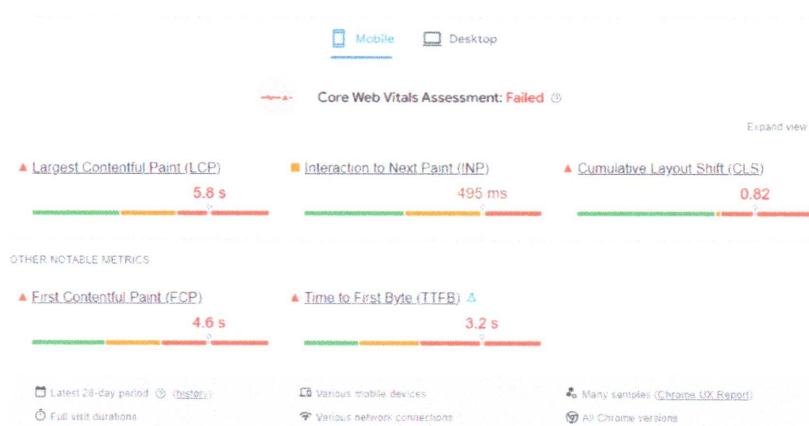 Mobile
Desktop
Core Web Vitals Assessment: Failed
Expand view
Largest Contentful Paint (LCP)
5.8 s
Interaction to Next Paint (INP)
495 ms
Cumulative Layout Shift (CLS)
0.82
OTHER NOTABLE METRICS
First Contentful Paint (FCP)
4.6 s
Time to First Byte (TTFB)
3.2 s
Latest 28-day period (history)
Various mobile devices
Many samples (Chrome UX Report)
Full visit durations
Various network connections
All Chrome versions